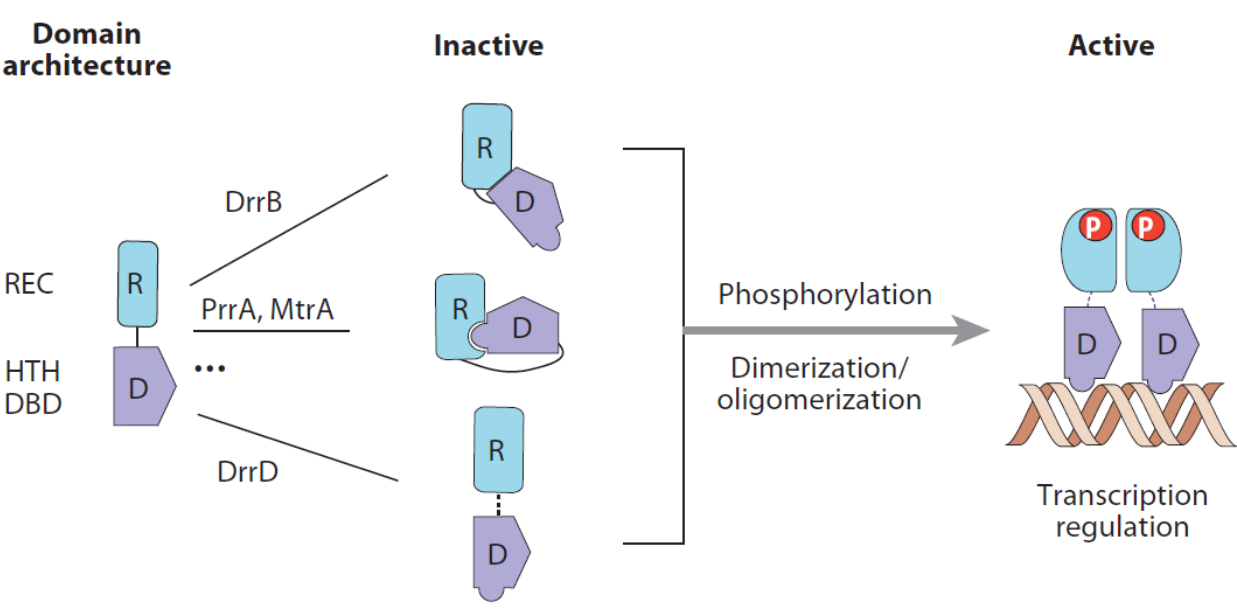 Domain
architecture
Inactive
Active
R
D
DrrB
REC
R
PrrA, MtrA
...
HTH
DBD
D
R
D
DrrD
R
D
Phosphorylation
Dimerization/
oligomerization
P P
D D
Transcription
regulation